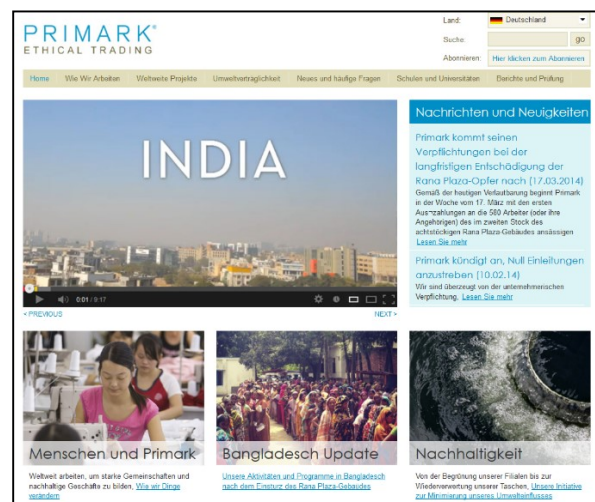 PRIMARK®
ETHICAL TRADING
Land: Deutschland
Suche: go
Abonnieren: Hier klicken zum Abonnieren
Home Wie Wir Arbeiten Weltweite Projekte Umweltverträglichkeit Neues und häufige Fragen Schulen und Universitäten Berichte und Prüfung
INDIA
0:01 / 9:17
< PREVIOUS NEXT >
Nachrichten und Neuigkeiten
Primark kommt seinen
Verpflichtungen bei der
langfristigen Entschädigung der
Rana Plaza-Opfer nach (17.03.2014)
Gemäß der heutigen Verlautbarung beginnt Primark
in der Woche vom 17. März mit den ersten
Auszahlungen an die 580 Arbeiter (oder ihre
Angehörigen) des im zweiten Stock des
achtstöckigen Rana Plaza-Gebäudes ansässigen
Lesen Sie mehr
Primark kündigt an, Null Einleitungen
anzustreben (10.02.14)
Wir sind überzeugt von der unternehmerischen
Verpflichtung, Lesen Sie mehr
Menschen und Primark
Weltweit arbeiten, um starke Gemeinschaften und
nachhaltige Geschäfte zu bilden, Wie wir Dinge
verändern
Bangladesch Update
Unsere Aktivitäten und Programme in Bangladesch
nach dem Einsturz des Rana Plaza-Gebäudes
Nachhaltigkeit
Von der Begrünung unserer Filialen bis zur
Wiederverwertung unserer Taschen, Unsere Initiative
zur Minimierung unseres Umwelteinflusses